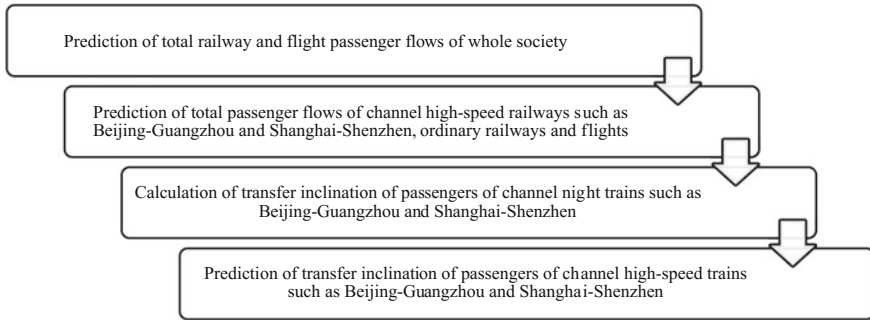 Prediction of total railway and flight passenger flows of whole society
Prediction of total passenger flows of channel high-speed railways such as
Beijing-Guangzhou and Shanghai-Shenzhen, ordinary railways and flights
Calculation of transfer inclination of passengers of channel night trains such as
Beijing-Guangzhou and Shanghai-Shenzhen
Prediction of transfer inclination of passengers of channel high-speed trains
such as Beijing-Guangzhou and Shanghai-Shenzhen